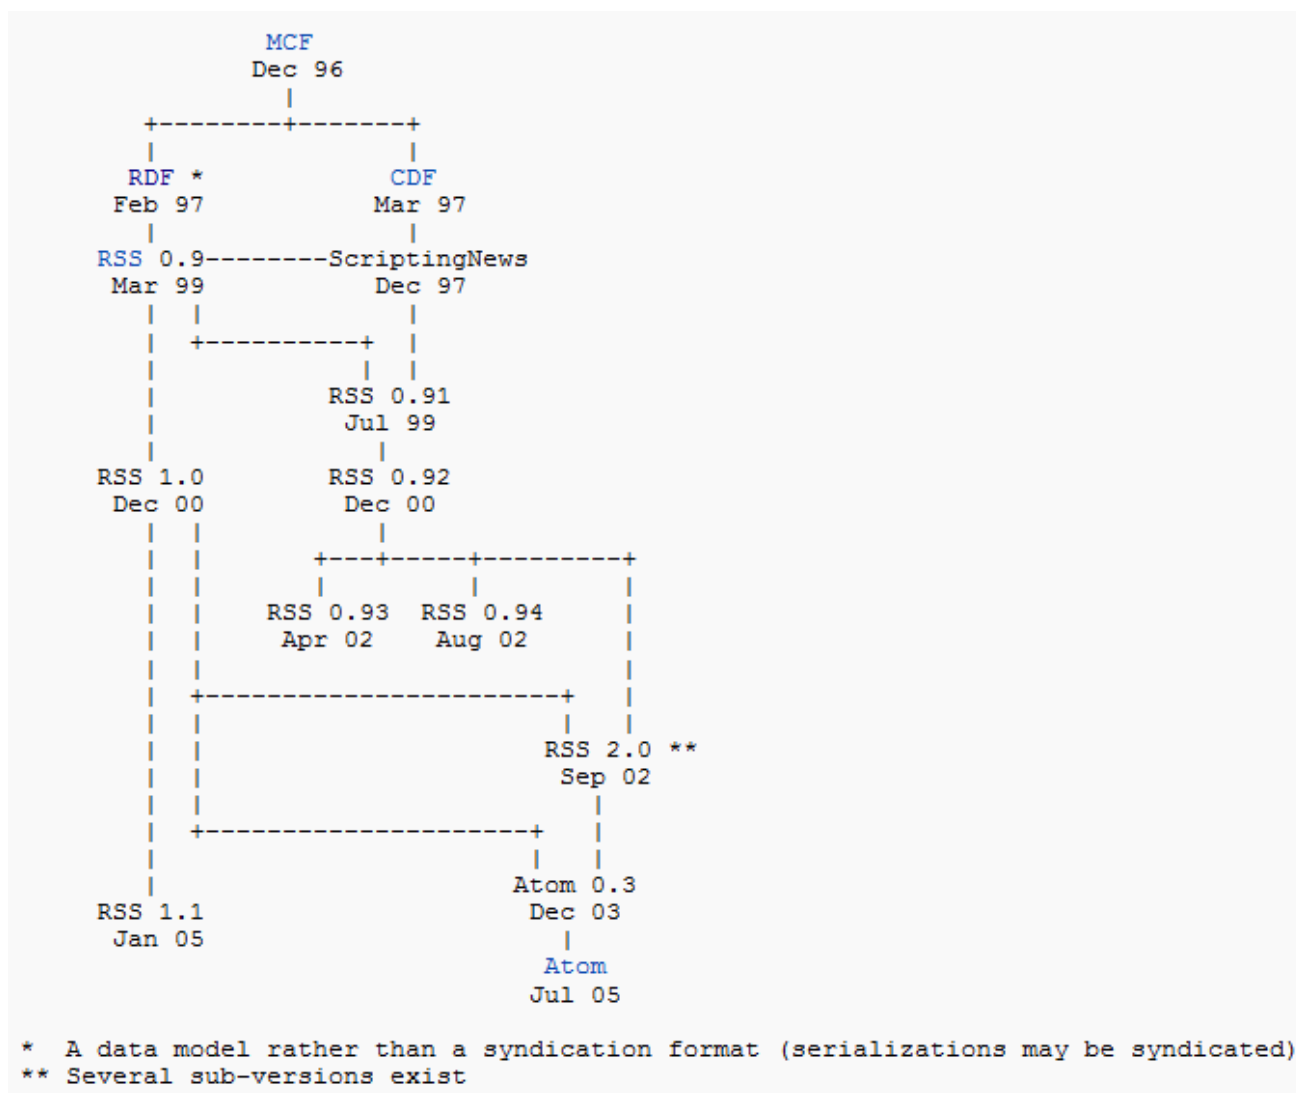 MCF
Dec 96
RDF * CDF
Feb 97 Mar 97
RSS 0.9--------ScriptingNews
Mar 99 Dec 97
RSS 0.91
Jul 99
RSS 1.0 RSS 0.92
Dec 00 Dec 00
RSS 0.93 RSS 0.94
Apr 02 Aug 02
RSS 2.0 **
Sep 02
Atom 0.3
RSS 1.1 Dec 03
Jan 05
Atom
Jul 05
* A data model rather than a syndication format (serializations may be syndicated)
** Several sub-versions exist